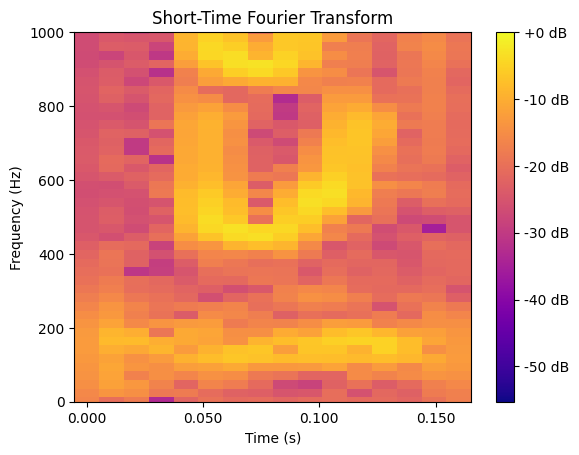 Short-Time Fourier Transform
1000
800
600
400
200
0
Frequency (Hz)
0.000
0.050
0.100
0.150
Time (s)
+0 dB
-10 dB
-20 dB
-30 dB
-40 dB
-50 dB